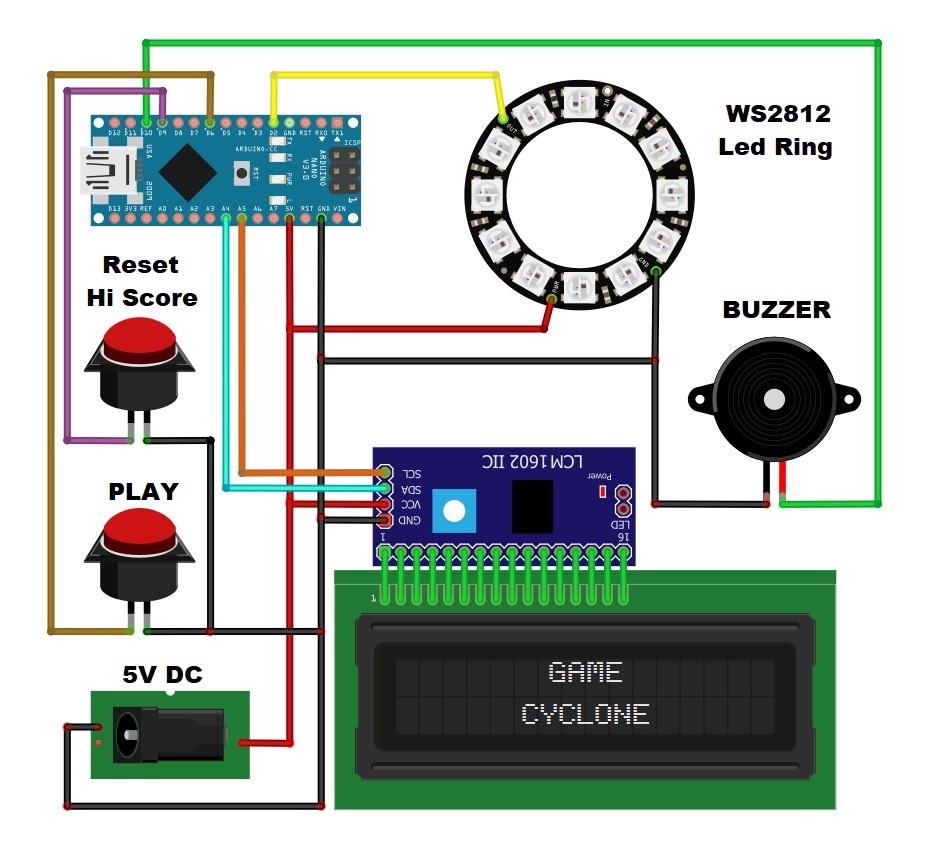 WS2812
Led Ring
OUT
IN
D12 D11 D10 D9 D8 D7 D6 D5 D4 D3 D2 GND RST RX0 TX1
TX
RX
PWR
L
ARDUINO.CC
RST
ARDUINO
NANO
V3.0
ICSP
1
USA
2009
D13 3V3 REF A0 A1 A2 A3 A4 A5 A6 A7 5V RST GND VIN
GND
PWR
Reset
Hi Score
BUZZER
LCM1602 IIC
SCL
SDA
VCC
GND
Power
LED
1
16
PLAY
1
GAME
CYCLONE
5V DC